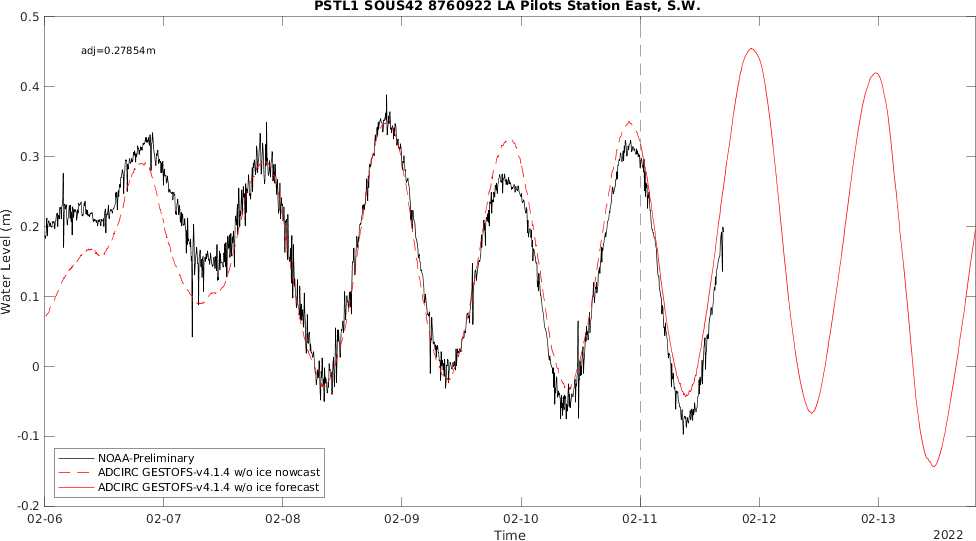 PSTL1 SOUS42 8760922 LA Pilots Station East, S.W.
adj=0.27854m
0.5
0.4
0.3
0.2
0.1
0
-0.1
-0.2
Water Level (m)
NOAA-Preliminary
ADCIRC GESTOFS-v4.1.4 w/o ice nowcast
ADCIRC GESTOFS-v4.1.4 w/o ice forecast
02-06 02-07 02-08 02-09 02-10 02-11 02-12 02-13
Time
2022